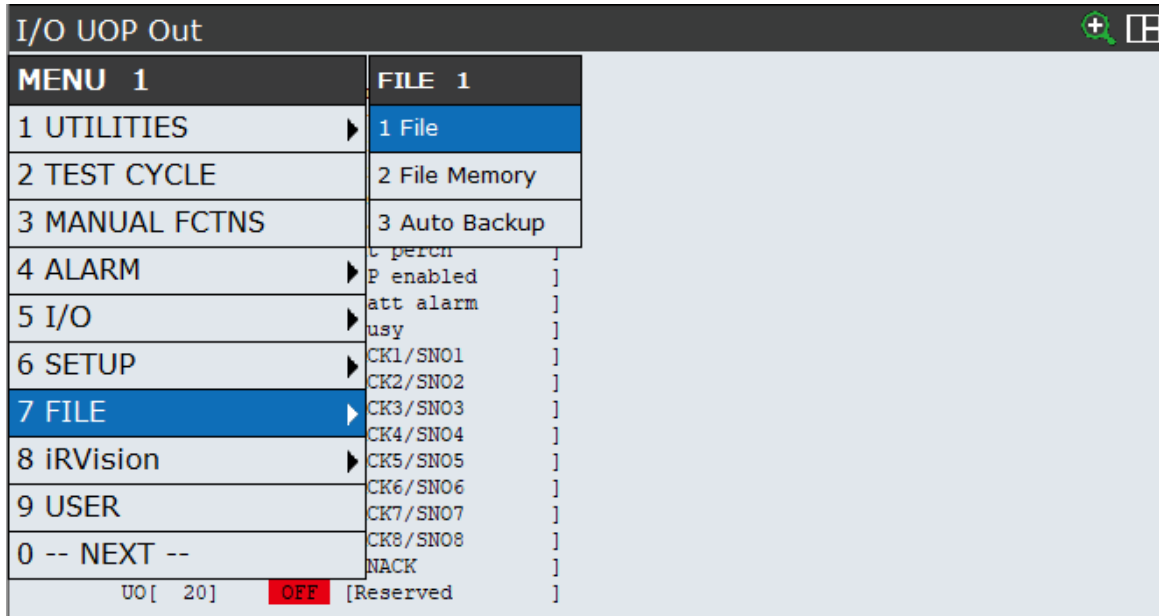 I/O UOP Out
MENU 1
1 UTILITIES
2 TEST CYCLE
3 MANUAL FCTNS
4 ALARM
5 I/O
6 SETUP
7 FILE
8 iRVision
9 USER
0 -- NEXT --
FILE 1
1 File
2 File Memory
3 Auto Backup
t perch ]
P enabled ]
att alarm ]
usy ]
CK1/SNO1 ]
CK2/SNO2 ]
CK3/SNO3 ]
CK4/SNO4 ]
CK5/SNO5 ]
CK6/SNO6 ]
CK7/SNO7 ]
CK8/SNO8 ]
NACK ]
UO[ 20] OFF [Reserved ]